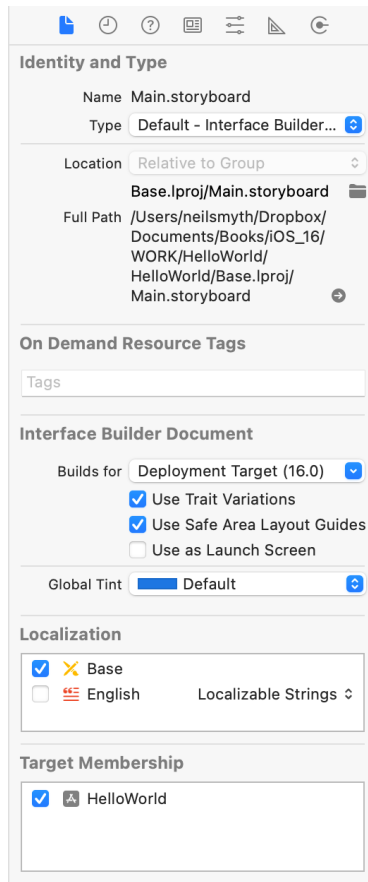 Identity and Type
Name Main.storyboard
Type Default - Interface Builder...
Location Relative to Group
Base.lproj/Main.storyboard
Full Path /Users/neilsmyth/Dropbox/
Documents/Books/iOS_16/
WORK/HelloWorld/
HelloWorld/Base.lproj/
Main.storyboard
On Demand Resource Tags
Tags
Interface Builder Document
Builds for Deployment Target (16.0)
Use Trait Variations
Use Safe Area Layout Guides
Use as Launch Screen
Global Tint Default
Localization
Base
English Localizable Strings
Target Membership
HelloWorld